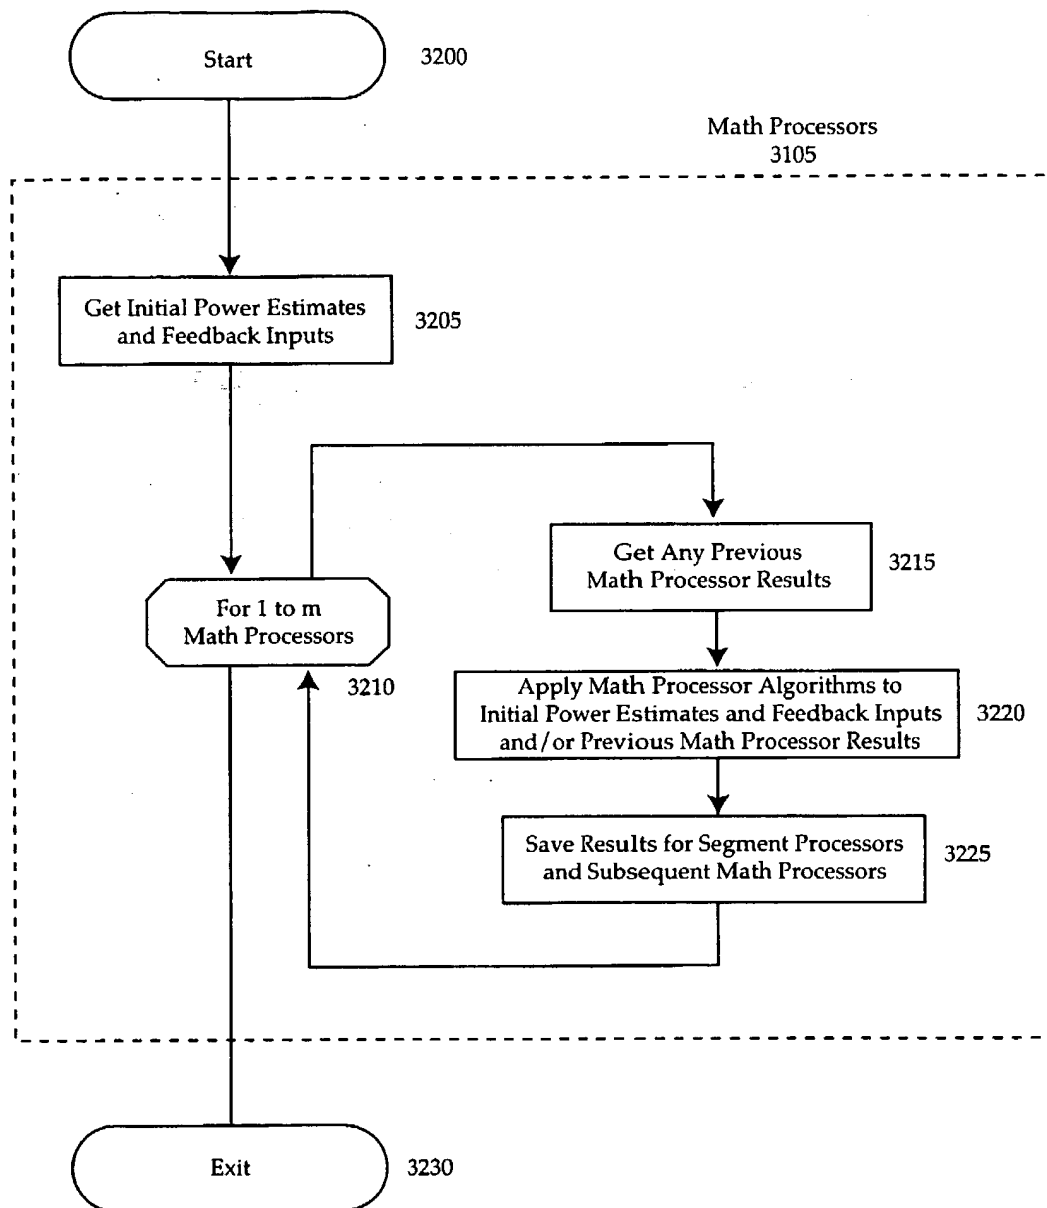 Start
3200
Math Processors
3105
Get Initial Power Estimates
and Feedback Inputs
3205
For 1 to m
Math Processors
3210
Get Any Previous
Math Processor Results
3215
Apply Math Processor Algorithms to
Initial Power Estimates and Feedback Inputs
and/or Previous Math Processor Results
3220
Save Results for Segment Processors
and Subsequent Math Processors
3225
Exit
3230